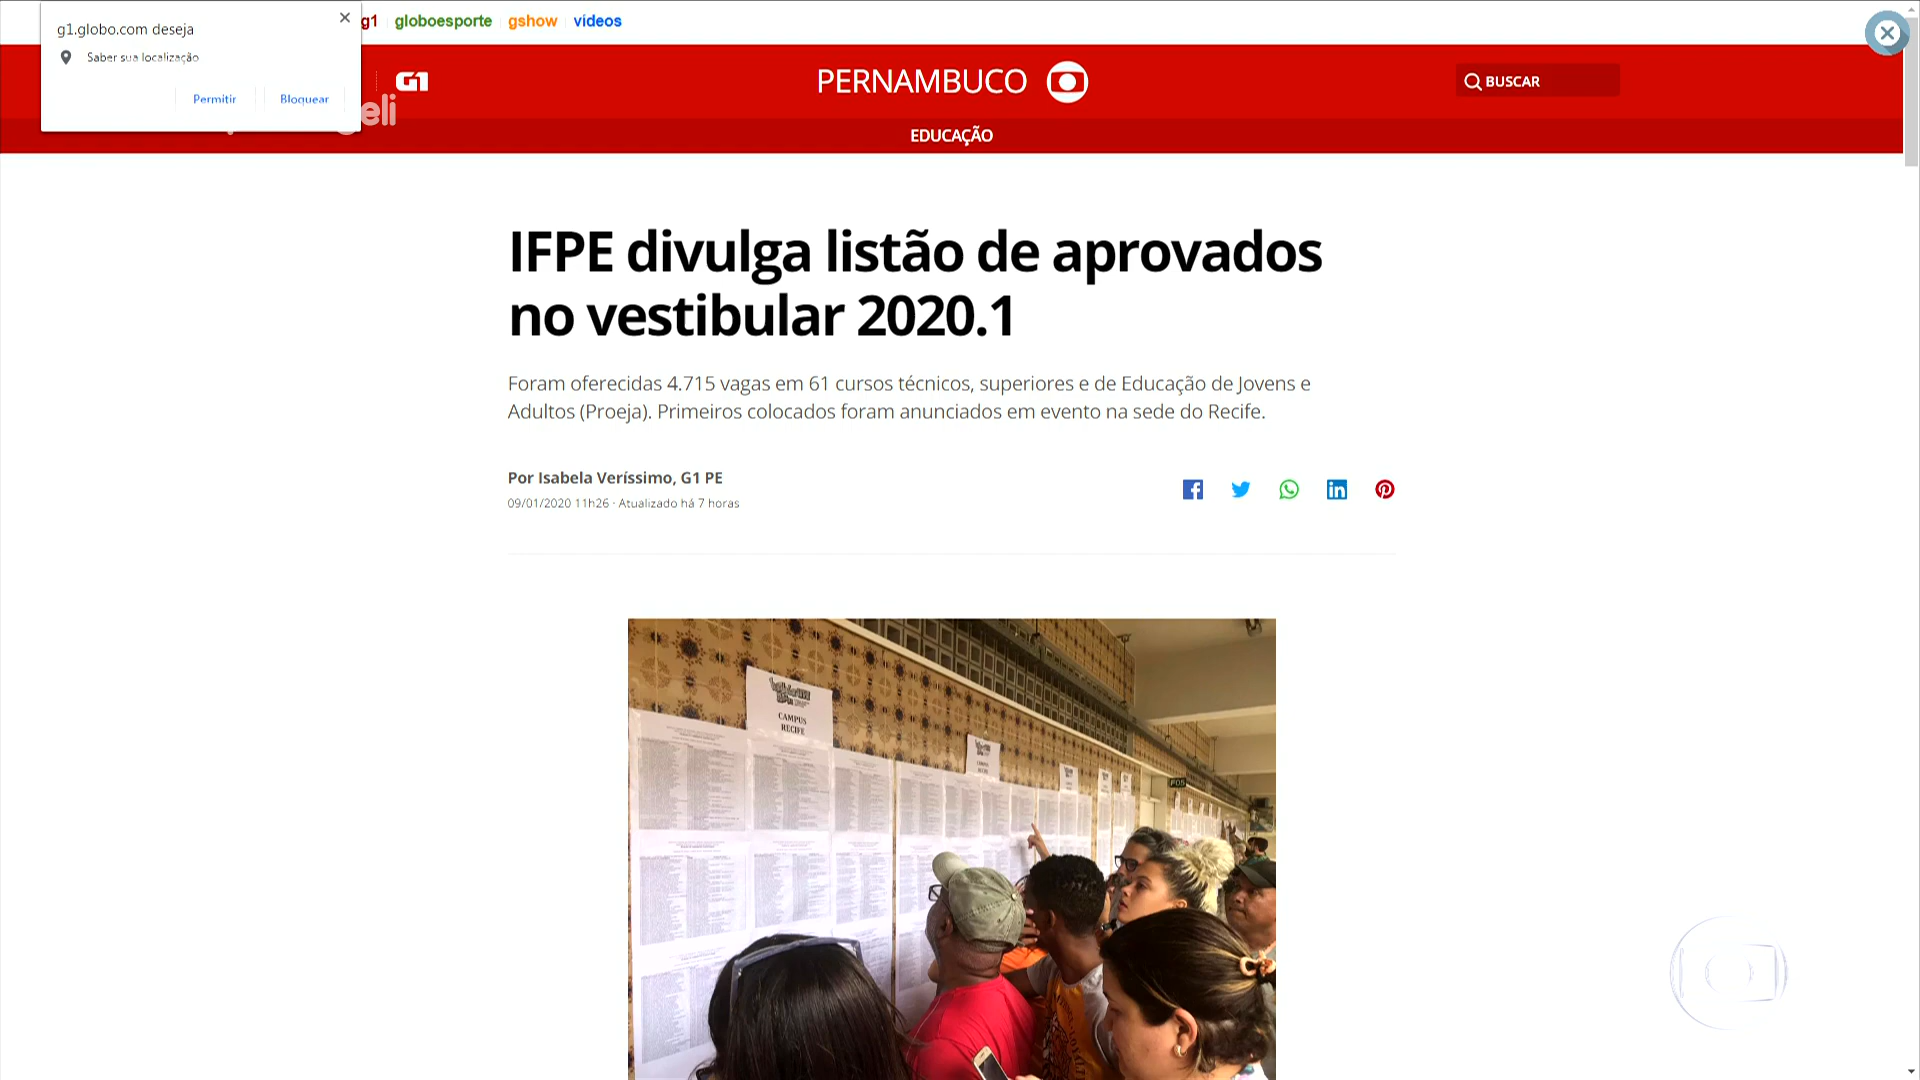 g1.globo.com deseja
Saber sua localização
Permitir
Bloquear
g1
globoesporte
gshow
vídeos
G1
eli
PERNAMBUCO
BUSCAR
EDUCAÇÃO
IFPE divulga listão de aprovados
no vestibular 2020.1
Foram oferecidas 4.715 vagas em 61 cursos técnicos, superiores e de Educação de Jovens e
Adultos (Proeja). Primeiros colocados foram anunciados em evento na sede do Recife.
Por Isabela Veríssimo, G1 PE
09/01/2020 11h26 · Atualizado há 7 horas
in
CAMPUS
RECIFE